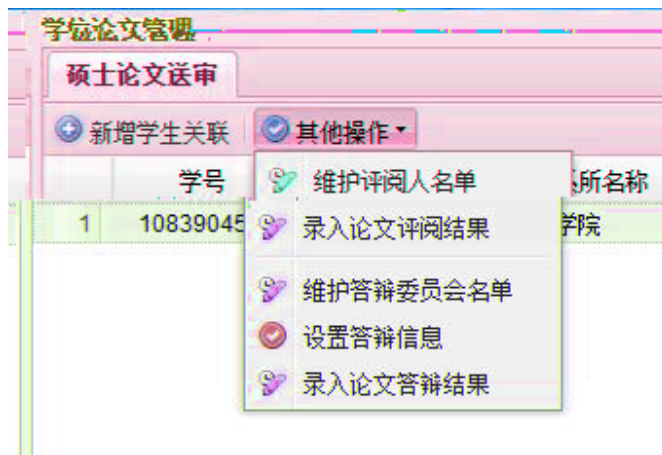 学位论文管理
硕士论文送审
新增学生关联 其他操作
学号 所名称
1 10839045 学院
维护评阅人名单
录入论文评阅结果
维护答辩委员会名单
设置答辩信息
录入论文答辩结果